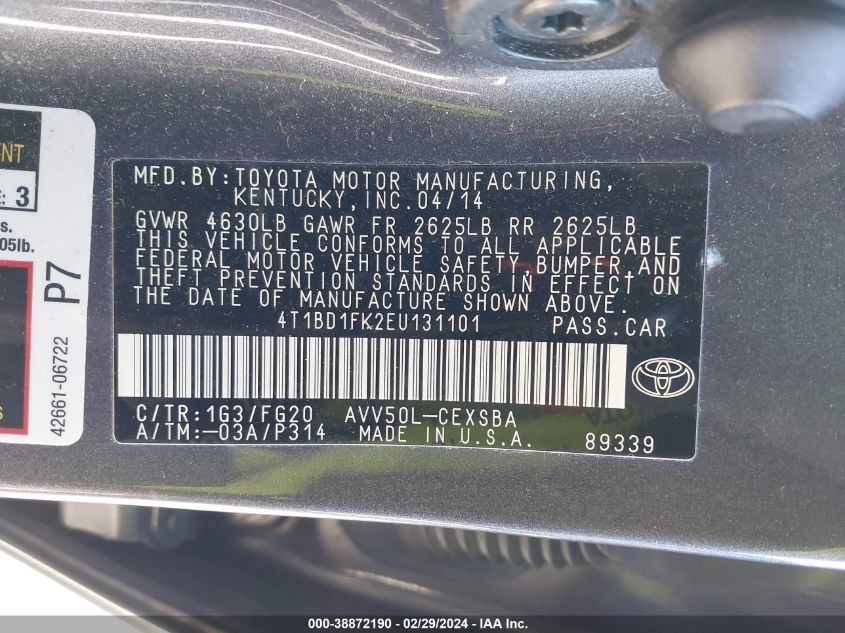 MFD.BY:TOYOTA MOTOR MANUFACTURING,
KENTUCKY, INC.04/14
GVWR 4630LB GAWR FR 2625LB RR 2625LB
THIS VEHICLE CONFORMS TO ALL APPLICABLE
FEDERAL MOTOR VEHICLE SAFETY,BUMPER,AND
THEFT PREVENTION STANDARDS IN EFFECT ON
THE DATE OF MANUFACTURE SHOWN ABOVE.
4T1BD1FK2EU131101 PASS.CAR
C/TR:1G3/FG20 AVV50L-CEXSBA
A/TM:-03A/P314 MADE IN U.S.A. 89339
3
05lb.
P7
42661-06722
000-38872190 - 02/29/2024 - IAA Inc.